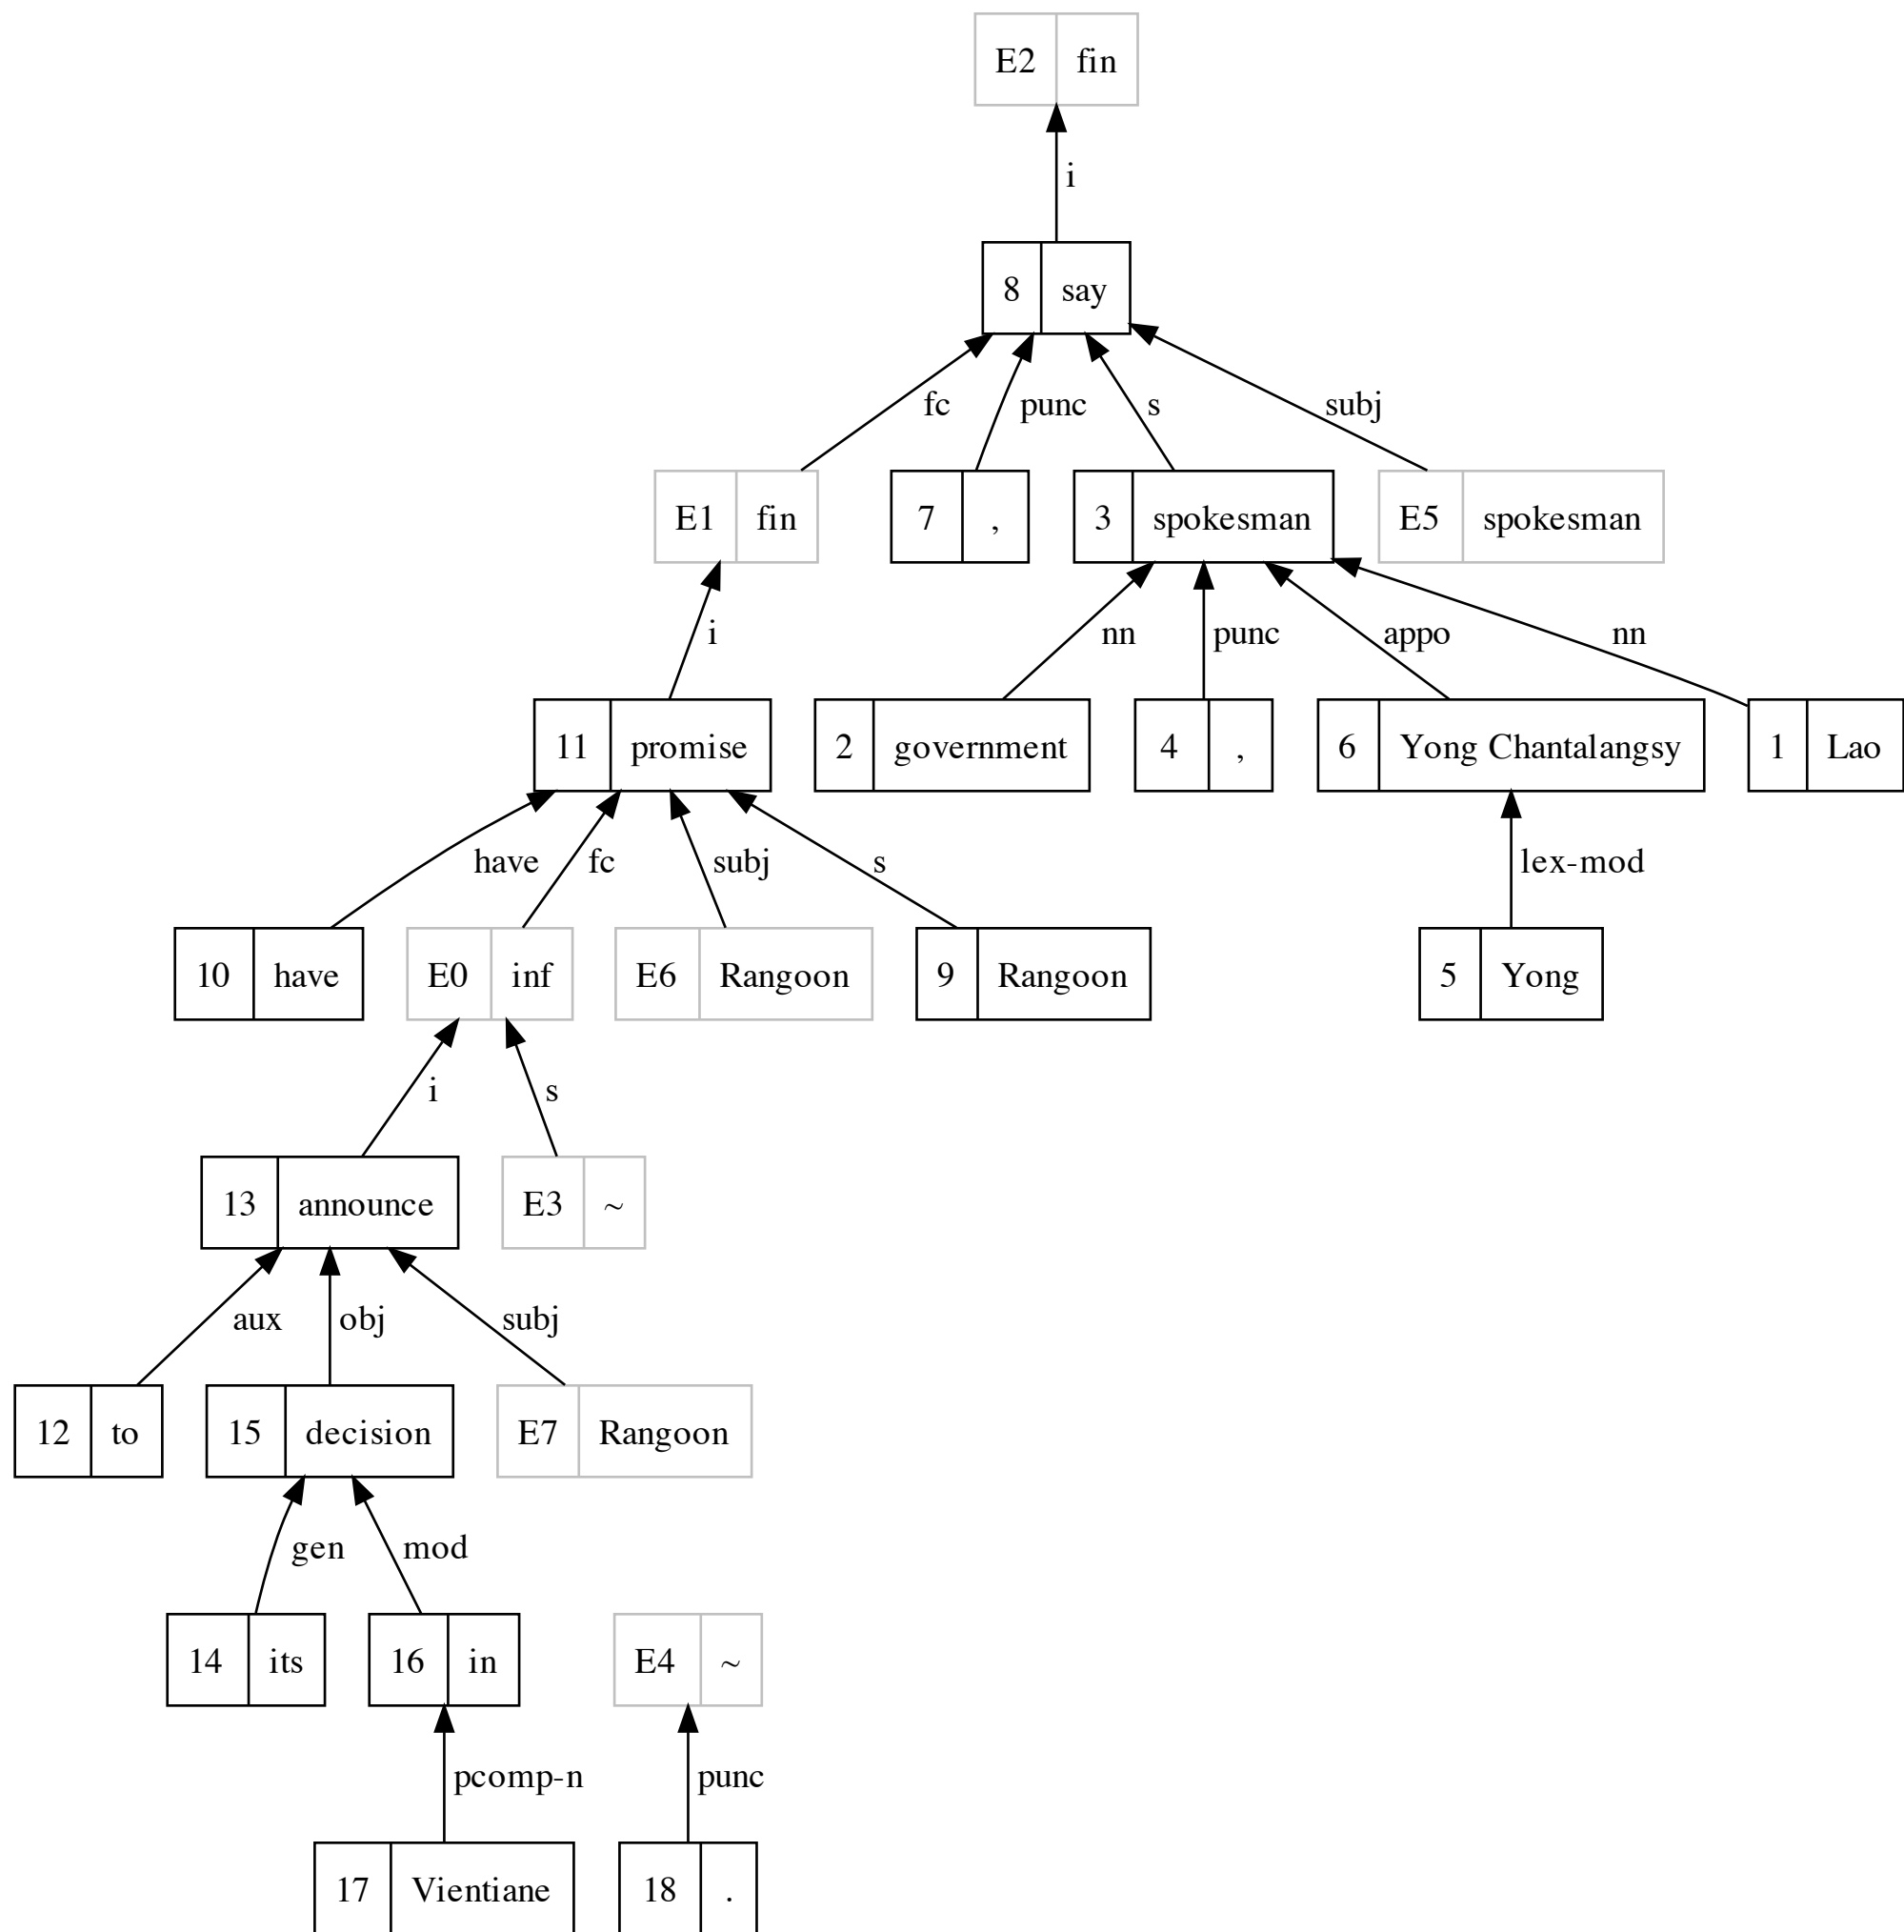 E2 fin
i
8 say
fc punc s subj
E1 fin 7 , 3 spokesman E5 spokesman
i nn punc appo nn
11 promise 2 government 4 , 6 Yong Chantalangsy 1 Lao
have fc subj s lex-mod
10 have E0 inf E6 Rangoon 9 Rangoon 5 Yong
i s
13 announce E3 ~
aux obj subj
12 to 15 decision E7 Rangoon
gen mod
14 its 16 in E4 ~
pcomp-n punc
17 Vientiane 18 .